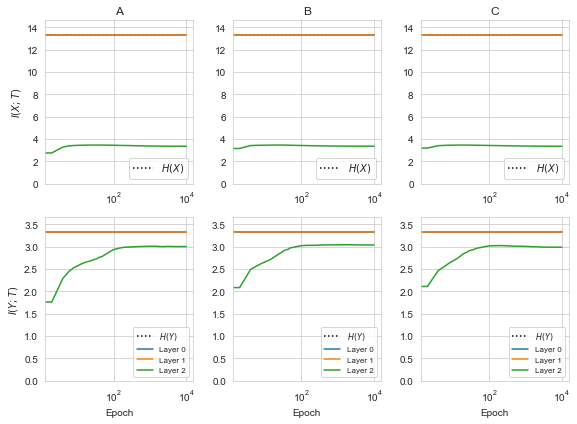 A B C
I(X; T)
14 14 14
12 12 12
10 10 10
8 8 8
6 6 6
4 4 4
2 2 2
0 0 0
H(X) H(X) H(X)
10² 10⁴ 10² 10⁴ 10² 10⁴
I(Y; T)
3.5 3.5 3.5
3.0 3.0 3.0
2.5 2.5 2.5
2.0 2.0 2.0
1.5 1.5 1.5
1.0 1.0 1.0
0.5 0.5 0.5
0.0 0.0 0.0
H(Y) H(Y) H(Y)
Layer 0 Layer 0 Layer 0
Layer 1 Layer 1 Layer 1
Layer 2 Layer 2 Layer 2
10² 10⁴ 10² 10⁴ 10² 10⁴
Epoch Epoch Epoch